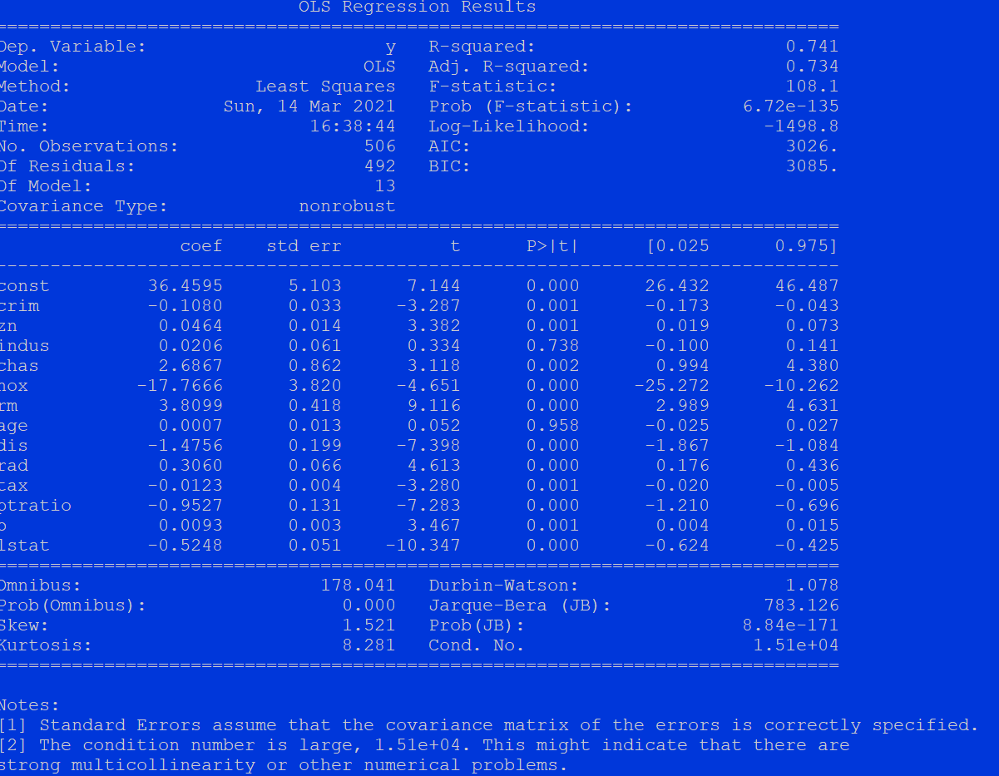 OLS Regression Results
==============================================================================
Dep. Variable: y R-squared: 0.741
Model: OLS Adj. R-squared: 0.734
Method: Least Squares F-statistic: 108.1
Date: Sun, 14 Mar 2021 Prob (F-statistic): 6.72e-135
Time: 16:38:44 Log-Likelihood: -1498.8
No. Observations: 506 AIC: 3026.
Df Residuals: 492 BIC: 3085.
Df Model: 13
Covariance Type: nonrobust
==============================================================================
coef std err t P>|t| [0.025 0.975]
------------------------------------------------------------------------------
const 36.4595 5.103 7.144 0.000 26.432 46.487
crim -0.1080 0.033 -3.287 0.001 -0.173 -0.043
zn 0.0464 0.014 3.382 0.001 0.019 0.073
indus 0.0206 0.061 0.334 0.738 -0.100 0.141
chas 2.6867 0.862 3.118 0.002 0.994 4.380
nox -17.7666 3.820 -4.651 0.000 -25.272 -10.262
rm 3.8099 0.418 9.116 0.000 2.989 4.631
age 0.0007 0.013 0.052 0.958 -0.025 0.027
dis -1.4756 0.199 -7.398 0.000 -1.867 -1.084
rad 0.3060 0.066 4.613 0.000 0.176 0.436
tax -0.0123 0.004 -3.280 0.001 -0.020 -0.005
ptratio -0.9527 0.131 -7.283 0.000 -1.210 -0.696
b 0.0093 0.003 3.467 0.001 0.004 0.015
lstat -0.5248 0.051 -10.347 0.000 -0.624 -0.425
==============================================================================
Omnibus: 178.041 Durbin-Watson: 1.078
Prob(Omnibus): 0.000 Jarque-Bera (JB): 783.126
Skew: 1.521 Prob(JB): 8.84e-171
Kurtosis: 8.281 Cond. No. 1.51e+04
==============================================================================
Notes:
[1] Standard Errors assume that the covariance matrix of the errors is correctly specified.
[2] The condition number is large, 1.51e+04. This might indicate that there are
strong multicollinearity or other numerical problems.